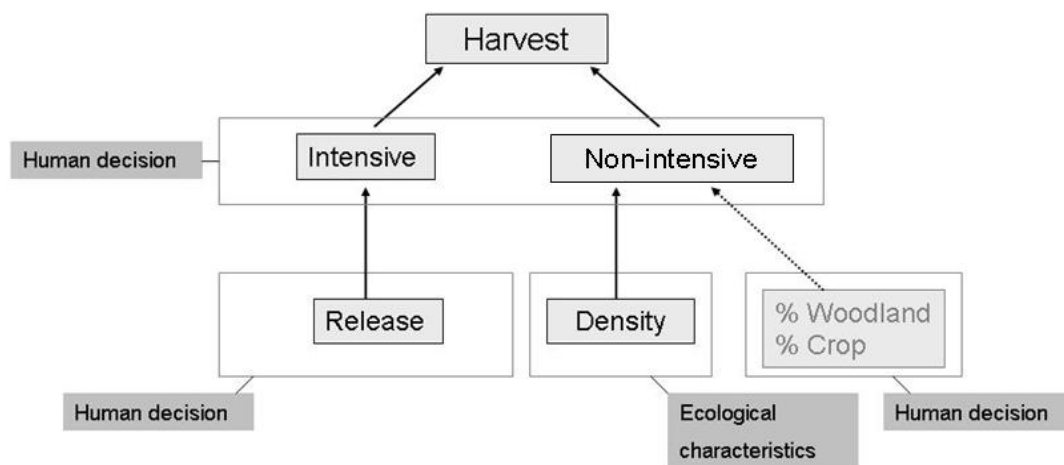 Harvest
Human decision
Intensive
Non-intensive
Release
Density
% Woodland
% Crop
Human decision
Ecological
characteristics
Human decision